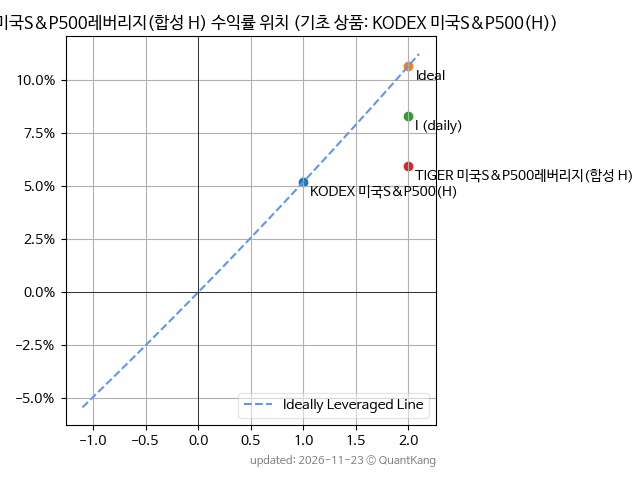 미국S&P500레버리지(합성 H) 수익률 위치 (기초 상품: KODEX 미국S&P500(H))
10.0%
7.5%
5.0%
2.5%
0.0%
-2.5%
-5.0%
Ideal
I (daily)
TIGER 미국S&P500레버리지(합성 H)
KODEX 미국S&P500(H)
Ideally Leveraged Line
-1.0 -0.5 0.0 0.5 1.0 1.5 2.0
updated: 2026-11-23 © QuantKang